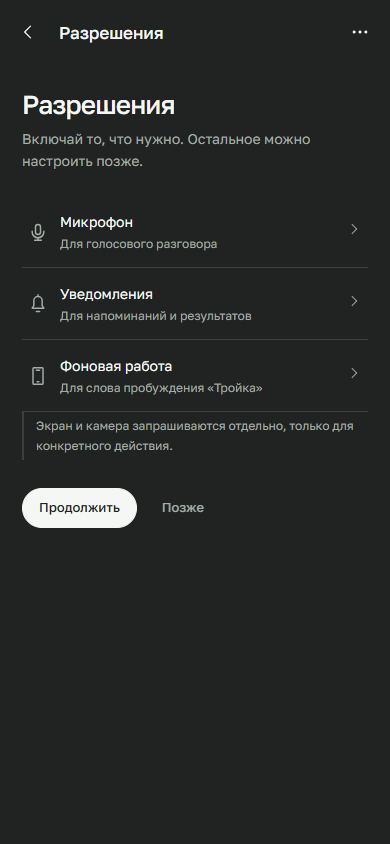 Разрешения
Разрешения
Включай то, что нужно. Остальное можно
настроить позже.
Микрофон
Для голосового разговора
Уведомления
Для напоминаний и результатов
Фоновая работа
Для слова пробуждения «Тройка»
Экран и камера запрашиваются отдельно, только для
конкретного действия.
Продолжить
Позже